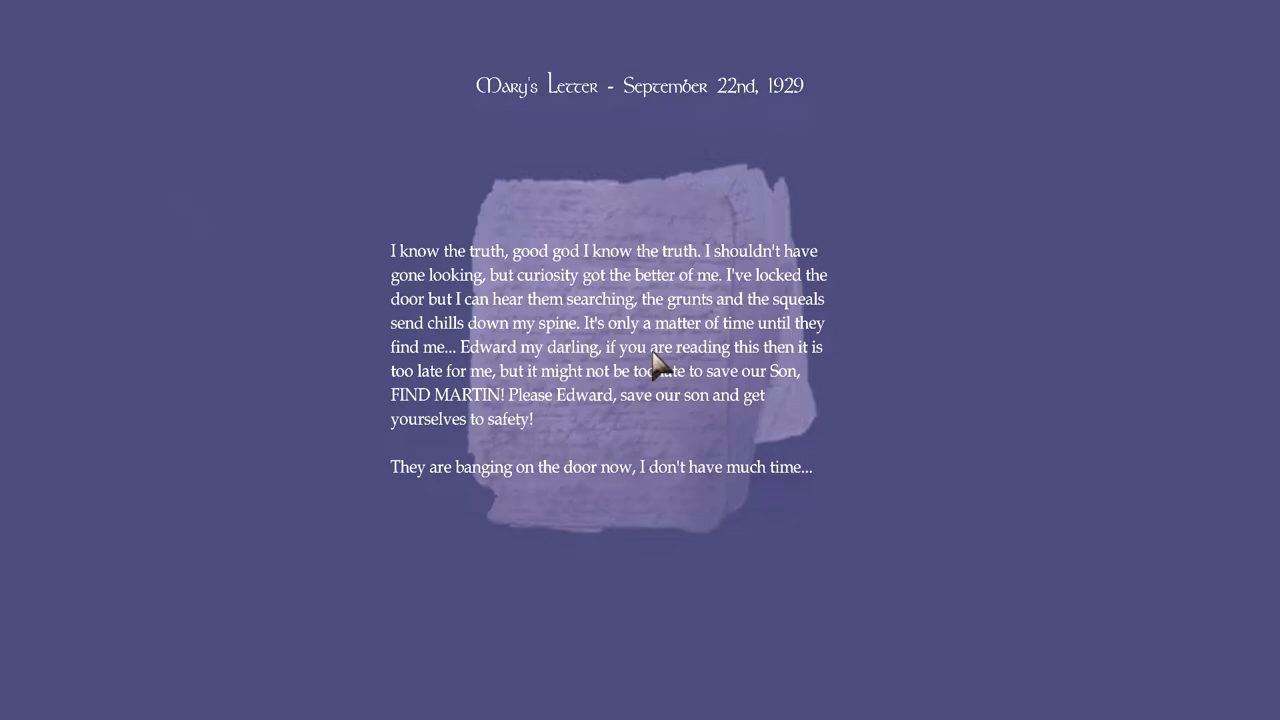 Mary's Letter - September 22nd, 1929
I know the truth, good god I know the truth. I shouldn't have
gone looking, but curiosity got the better of me. I've locked the
door but I can hear them searching, the grunts and the squeals
send chills down my spine. It's only a matter of time until they
find me... Edward my darling, if you are reading this then it is
too late for me, but it might not be too late to save our Son,
FIND MARTIN! Please Edward, save our son and get
yourselves to safety!
They are banging on the door now, I don't have much time...